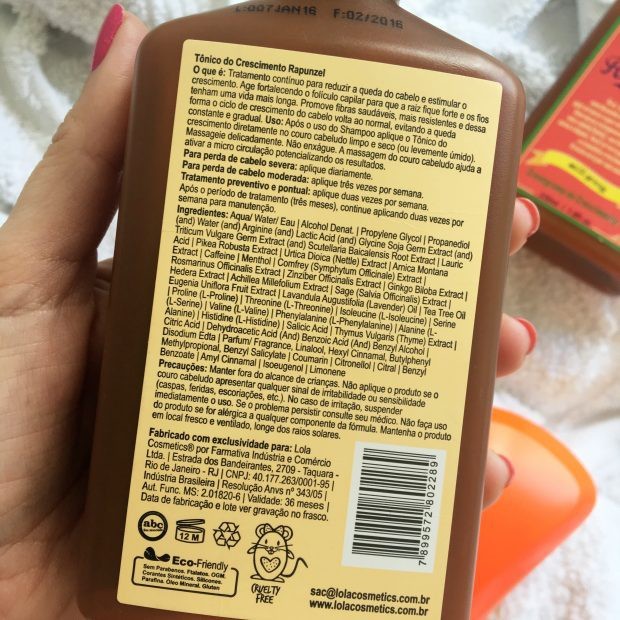 L:007JAN16 F:02/2016
Tônico do Crescimento Rapunzel
O que é: Tratamento contínuo para reduzir a queda do cabelo e estimular o
crescimento. Age fortalecendo o folículo capilar para que a raiz fique forte e os fios
tenham uma vida mais longa. Promove fibras saudáveis, mais resistentes e dessa
forma o ciclo de crescimento do cabelo volta ao normal, evitando a queda
constante e gradual. Uso: Após o uso do Shampoo aplique o Tônico do
crescimento diretamente no couro cabeludo limpo e seco (ou levemente úmido).
Massageie delicadamente. Não enxágue. A massagem do couro cabeludo ajuda a
ativar a micro circulação potencializando os resultados.
Para perda de cabelo severa: aplique diariamente.
Para perda de cabelo moderada: aplique três vezes por semana.
Tratamento preventivo e pontual: aplique duas vezes por semana.
Após o período de tratamento (três meses), continue aplicando duas vezes por
semana para manutenção.
Ingredientes: Aqua/ Water/ Eau | Alcohol Denat. | Propylene Glycol | Propanediol
(and) Water (and) Arginine (and) Lactic Acid (and) Glycine Soja Germ Extract (and)
Triticum Vulgare Germ Extract (and) Scutellaria Baicalensis Root Extract | Lauric
Acid | Pikea Robusta Extract | Urtica Dioica (Nettle) Extract | Arnica Montana
Extract | Caffeine | Menthol | Comfrey (Symphytum Officinale) Extract |
Rosmarinus Officinalis Extract | Zinziber Officinalis Extract | Ginkgo Biloba Extract |
Hedera Extract | Achillea Millefolium Extract | Sage (Salvia Officinalis) Extract |
Eugenia Uniflora Fruit Extract | Lavandula Augustifolia (Lavender) Oil | Tea Tree Oil
| Proline (L-Proline) | Threonine (L-Threonine) | Isoleucine (L-Isoleucine) | Serine
(L-Serine) | Valine (L-Valine) | Phenylalanine (L-Phenylalanine) | Alanine (L-
Alanine) | Histidine (L-Histidine) | Salicic Acid | Thymus Vulgaris (Thyme) Extract |
Citric Acid | Dehydroacetic Acid (And) Benzoic Acid (And) Benzyl Alcohol |
Disodium Edta | Parfum/ Fragrance, Linalool, Hexyl Cinnamal, Butylphenyl
Methylpropional, Benzyl Salicylate | Coumarin | Citronellol | Citral | Benzyl
Benzoate | Amyl Cinnamal | Isoeugenol | Limonene
Precauções: Manter fora do alcance de crianças. Não aplique o produto se o
couro cabeludo apresentar qualquer sinal de irritabilidade ou sensibilidade
(caspas, feridas, escoriações, etc.). No caso de irritação, suspender
imediatamente o uso. Se o problema persistir consulte seu médico. Não faça uso
do produto se for alérgica a qualquer componente da fórmula. Mantenha o produto
em local fresco e ventilado, longe dos raios solares.
Fabricado com exclusividade para: Lola
Cosmetics® por Farmativa Indústria e Comércio
Ltda. | Estrada dos Bandeirantes, 2709 - Taquara -
Rio de Janeiro - RJ | CNPJ: 40.177.263/0001-95 |
Indústria Brasileira | Resolução Anvs nº 343/05 |
Aut. Func. MS: 2.01820-6 | Validade: 36 meses |
Data de fabricação e lote ver gravação no frasco.
7899572802289
abc
12 M
Eco-Friendly
Sem Parabenos. Ftalatos. OGM.
Corantes Sintéticos. Silicones.
Parafina. Óleo Mineral. Gluten
CRUELTY
FREE
sac@lolacosmetics.com.br
www.lolacosmetics.com.br